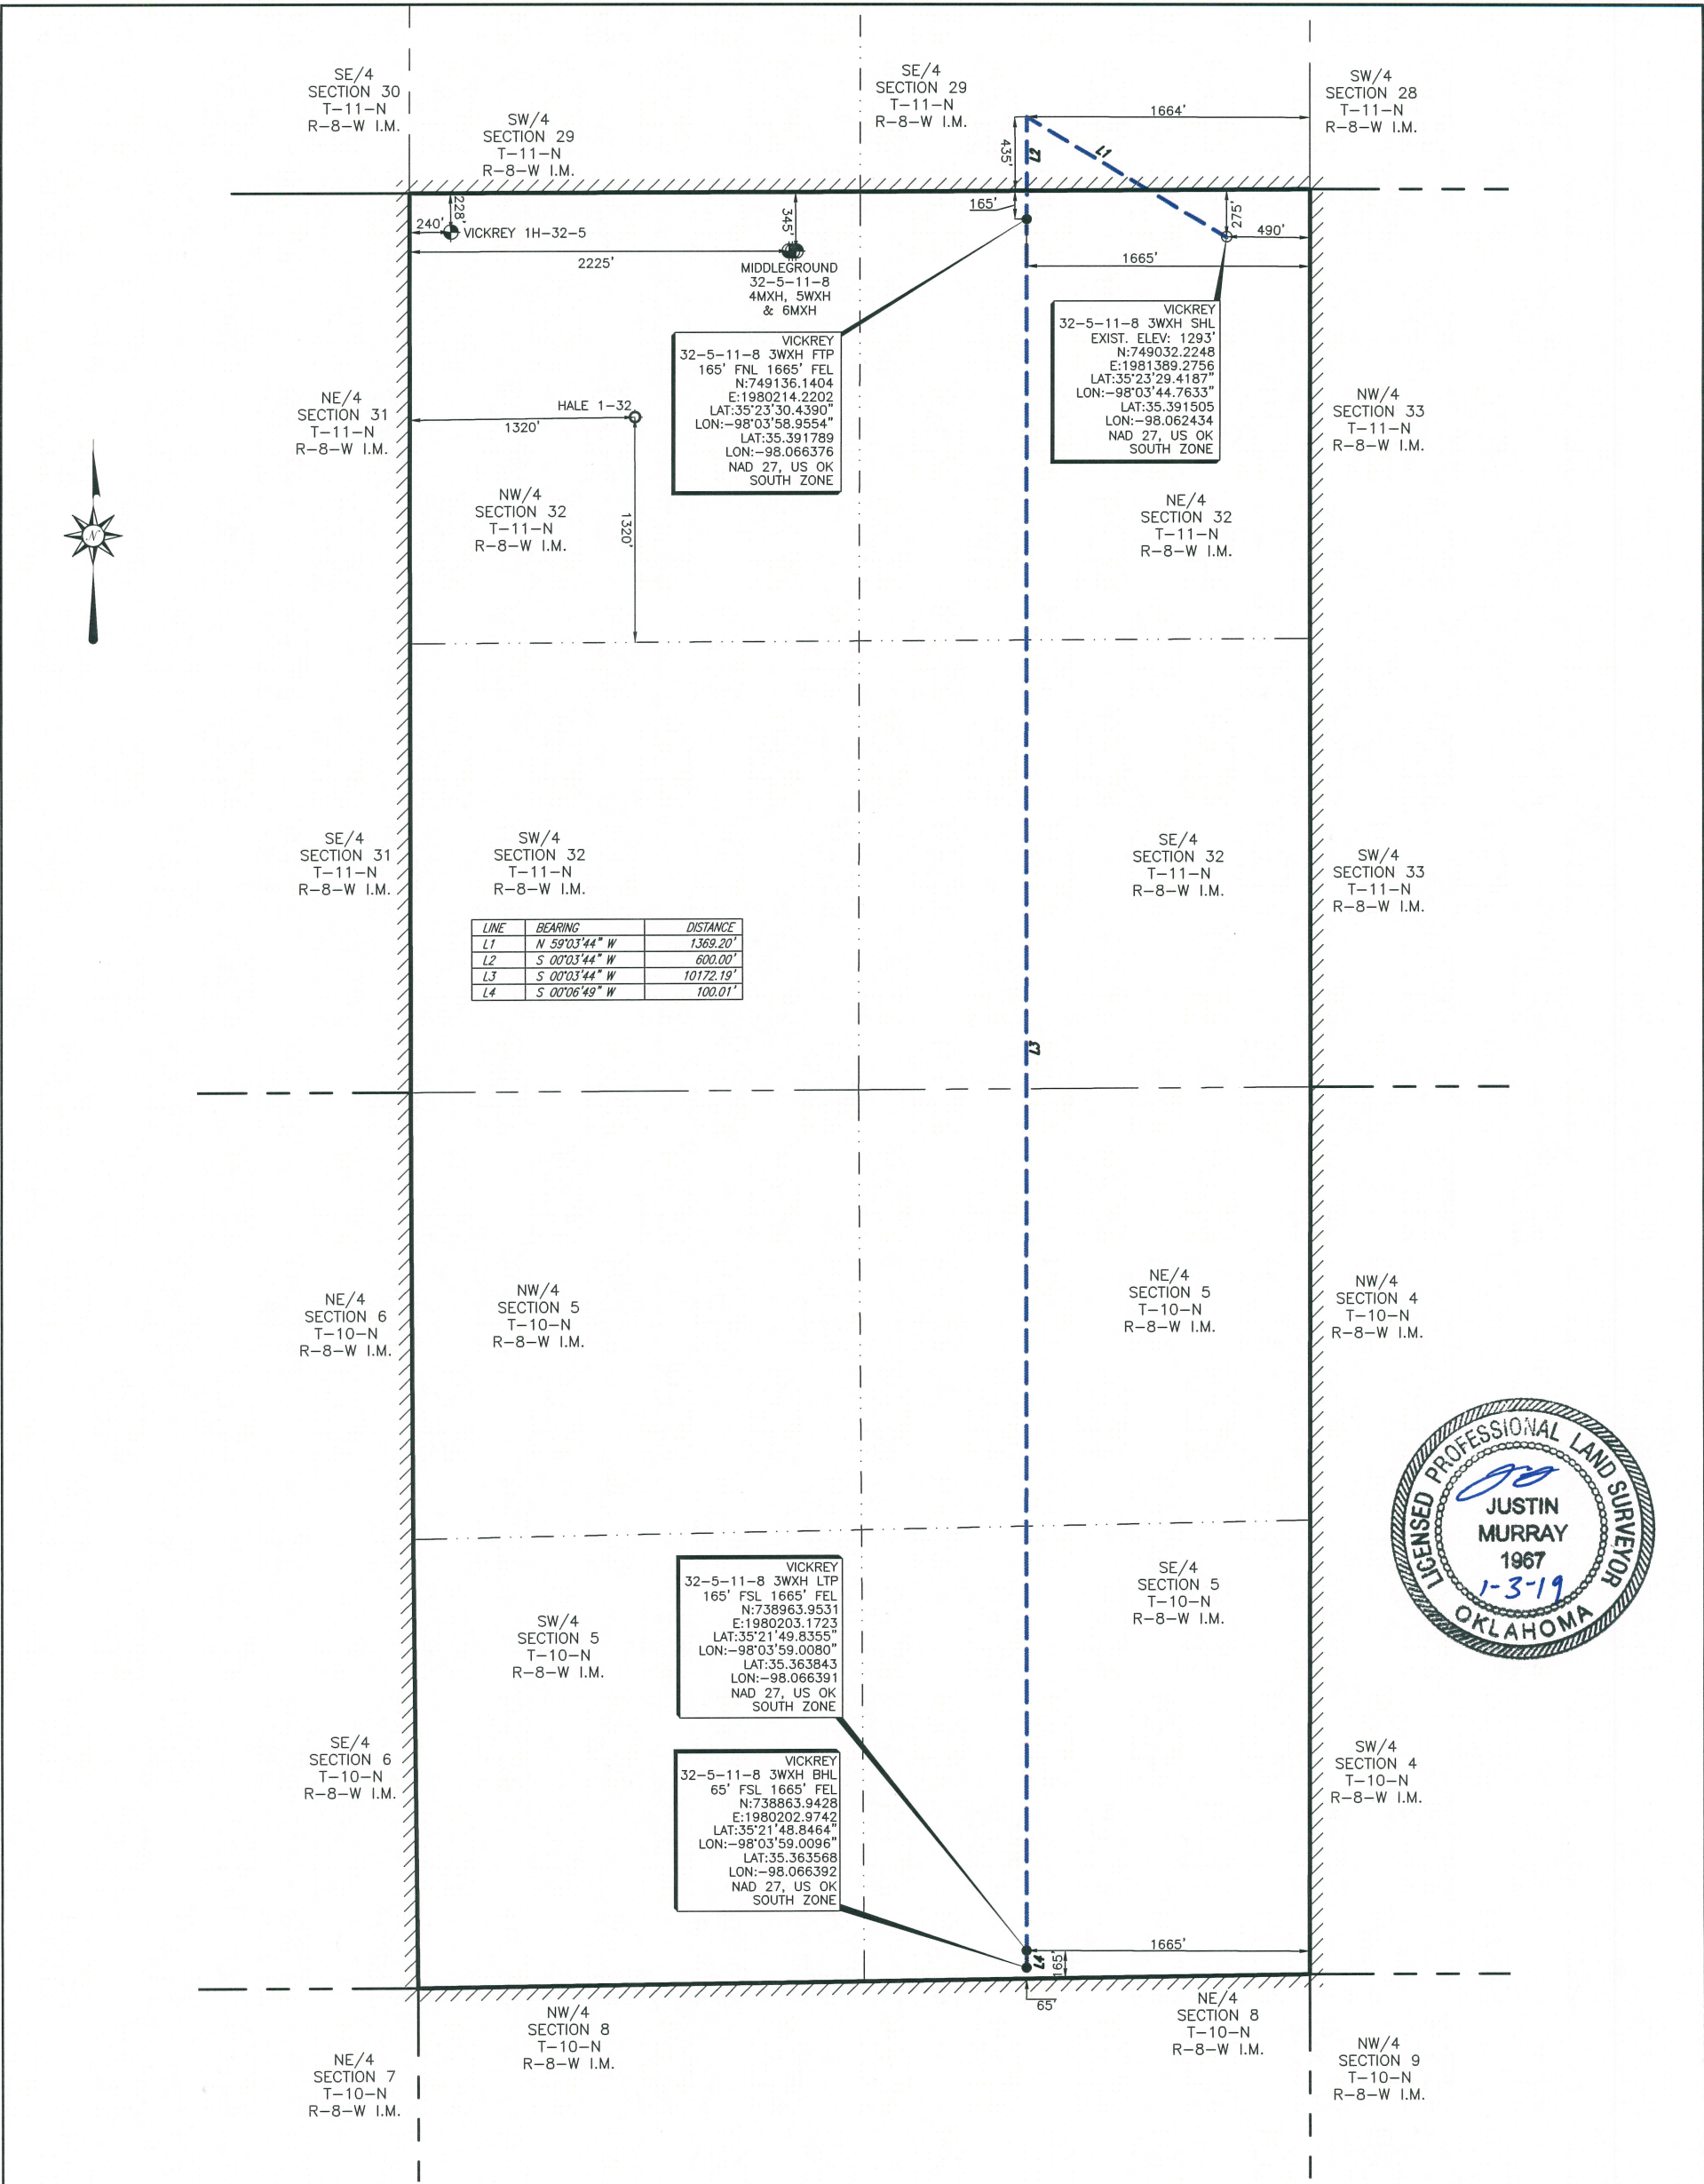 SE/4
SECTION 30
T-11-N
R-8-W I.M.
SW/4
SECTION 29
T-11-N
R-8-W I.M.
SE/4
SECTION 29
T-11-N
R-8-W I.M.
SW/4
SECTION 28
T-11-N
R-8-W I.M.
1664'
435'
L2
L1
165'
275'
490'
1665'
228'
240'
VICKREY 1H-32-5
345'
2225'
MIDDLEGROUND
32-5-11-8
4MXH, 5WXH
& 6MXH
VICKREY
32-5-11-8 3WXH FTP
165' FNL 1665' FEL
N:749136.1404
E:1980214.2202
LAT:35°23'30.4390"
LON:-98°03'58.9554"
LAT:35.391789
LON:-98.066376
NAD 27, US OK
SOUTH ZONE
VICKREY
32-5-11-8 3WXH SHL
EXIST. ELEV: 1293'
N:749032.2248
E:1981389.2756
LAT:35°23'29.4187"
LON:-98°03'44.7633"
LAT:35.391505
LON:-98.062434
NAD 27, US OK
SOUTH ZONE
NE/4
SECTION 31
T-11-N
R-8-W I.M.
HALE 1-32
1320'
1320'
NW/4
SECTION 32
T-11-N
R-8-W I.M.
NE/4
SECTION 32
T-11-N
R-8-W I.M.
NW/4
SECTION 33
T-11-N
R-8-W I.M.
N
SE/4
SECTION 31
T-11-N
R-8-W I.M.
SW/4
SECTION 32
T-11-N
R-8-W I.M.
SE/4
SECTION 32
T-11-N
R-8-W I.M.
SW/4
SECTION 33
T-11-N
R-8-W I.M.
LINE BEARING DISTANCE
L1 N 59°03'44" W 1369.20'
L2 S 00°03'44" W 600.00'
L3 S 00°03'44" W 10172.19'
L4 S 00°06'49" W 100.01'
L3
NE/4
SECTION 6
T-10-N
R-8-W I.M.
NW/4
SECTION 5
T-10-N
R-8-W I.M.
NE/4
SECTION 5
T-10-N
R-8-W I.M.
NW/4
SECTION 4
T-10-N
R-8-W I.M.
LICENSED PROFESSIONAL LAND SURVEYOR
JUSTIN
MURRAY
1967
1-3-19
OKLAHOMA
VICKREY
32-5-11-8 3WXH LTP
165' FSL 1665' FEL
N:738963.9531
E:1980203.1723
LAT:35°21'49.8355"
LON:-98°03'59.0080"
LAT:35.363843
LON:-98.066391
NAD 27, US OK
SOUTH ZONE
SW/4
SECTION 5
T-10-N
R-8-W I.M.
SE/4
SECTION 5
T-10-N
R-8-W I.M.
VICKREY
32-5-11-8 3WXH BHL
65' FSL 1665' FEL
N:738863.9428
E:1980202.9742
LAT:35°21'48.8464"
LON:-98°03'59.0096"
LAT:35.363568
LON:-98.066392
NAD 27, US OK
SOUTH ZONE
SE/4
SECTION 6
T-10-N
R-8-W I.M.
SW/4
SECTION 4
T-10-N
R-8-W I.M.
1665'
L4
165'
65'
NE/4
SECTION 7
T-10-N
R-8-W I.M.
NW/4
SECTION 8
T-10-N
R-8-W I.M.
NE/4
SECTION 8
T-10-N
R-8-W I.M.
NW/4
SECTION 9
T-10-N
R-8-W I.M.